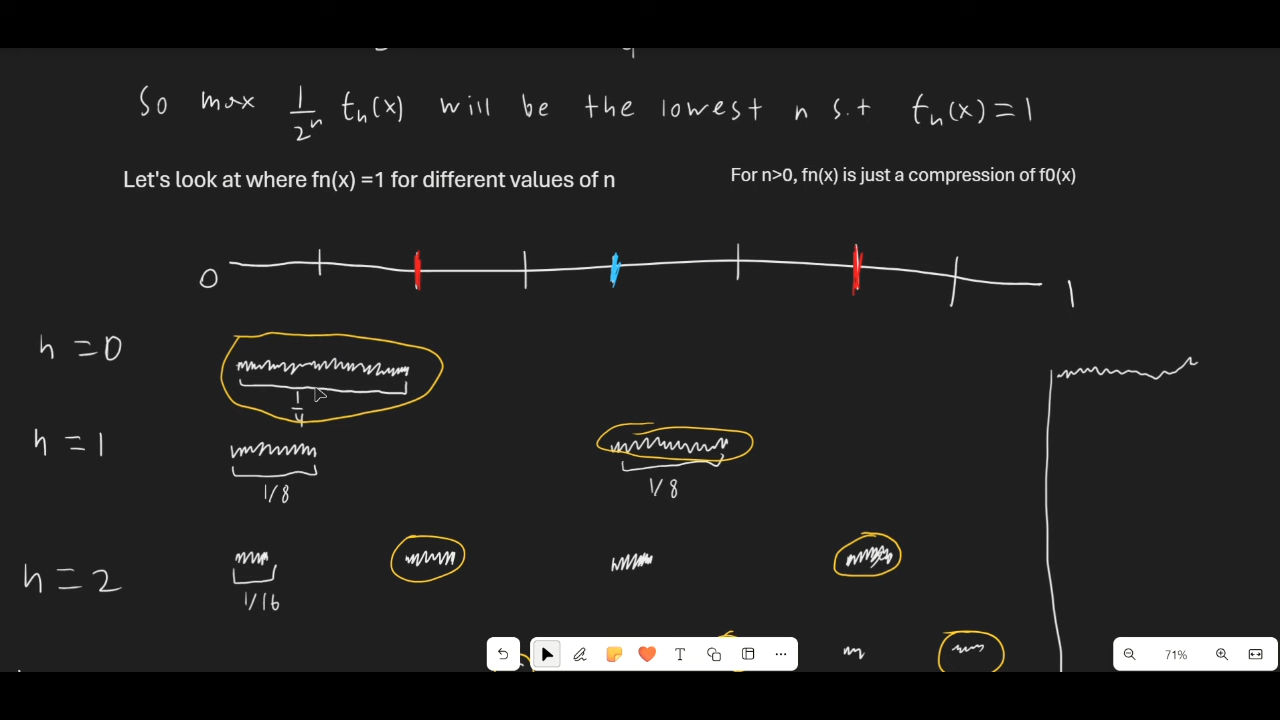 So max 1/2^n tn(x) will be the lowest n s.t tn(x)=1
Let's look at where fn(x) =1 for different values of n
For n>0, fn(x) is just a compression of f0(x)
0
1
n = 0
1/4
n = 1
1/8
1/8
n = 2
1/16
71%